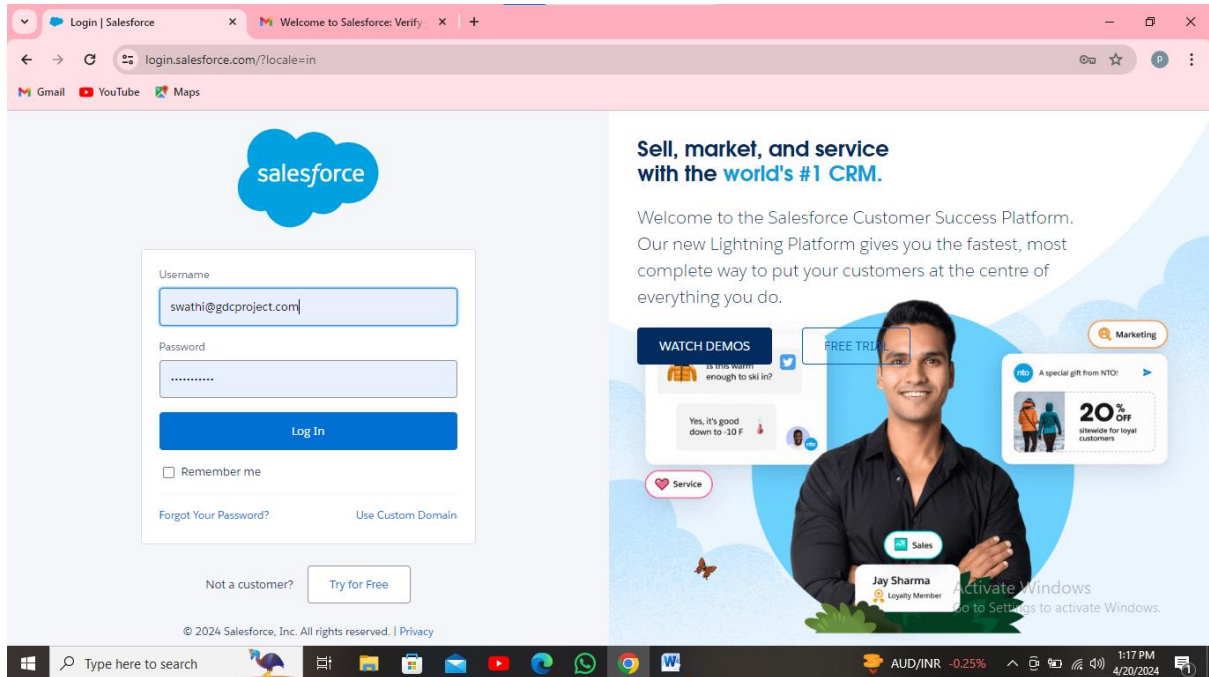 Login | Salesforce
Welcome to Salesforce: Verify
login.salesforce.com/?locale=in
P
Gmail
YouTube
Maps
salesforce
Username
swathi@gdcproject.com
Password
Log In
Remember me
Forgot Your Password?
Use Custom Domain
Not a customer?
Try for Free
© 2024 Salesforce, Inc. All rights reserved. | Privacy
Sell, market, and service
with the world's #1 CRM.
Welcome to the Salesforce Customer Success Platform.
Our new Lightning Platform gives you the fastest, most
complete way to put your customers at the centre of
everything you do.
WATCH DEMOS
FREE TRIAL
Is this warm
enough to ski in?
Yes, it's good
down to -10 F
nto
Service
Marketing
nto
A special gift from NTO!
20% OFF
sitewide for loyal
customers
Sales
Jay Sharma
Loyalty Member
Activate Windows
Go to Settings to activate Windows.
Type here to search
W
AUD/INR -0.25%
1:17 PM
4/20/2024
1